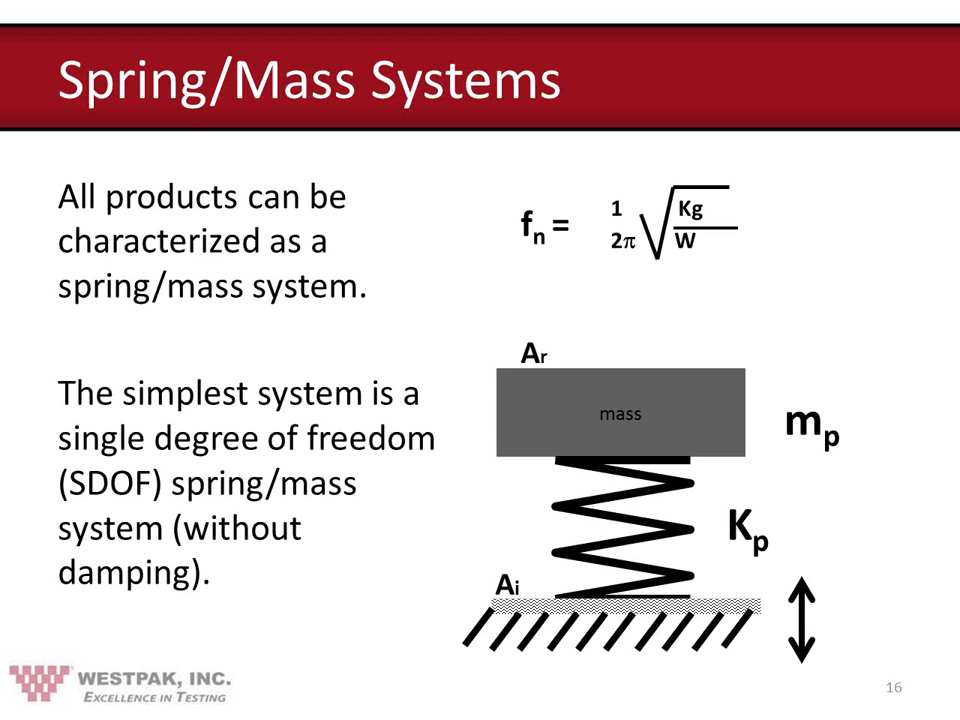 Spring/Mass Systems
All products can be
characterized as a
spring/mass system.
The simplest system is a
single degree of freedom
(SDOF) spring/mass
system (without
damping).
fn = 1 Kg
2π W
Ar
mass
mp
Kp
Ai
WESTPAK, INC.
EXCELLENCE IN TESTING
16